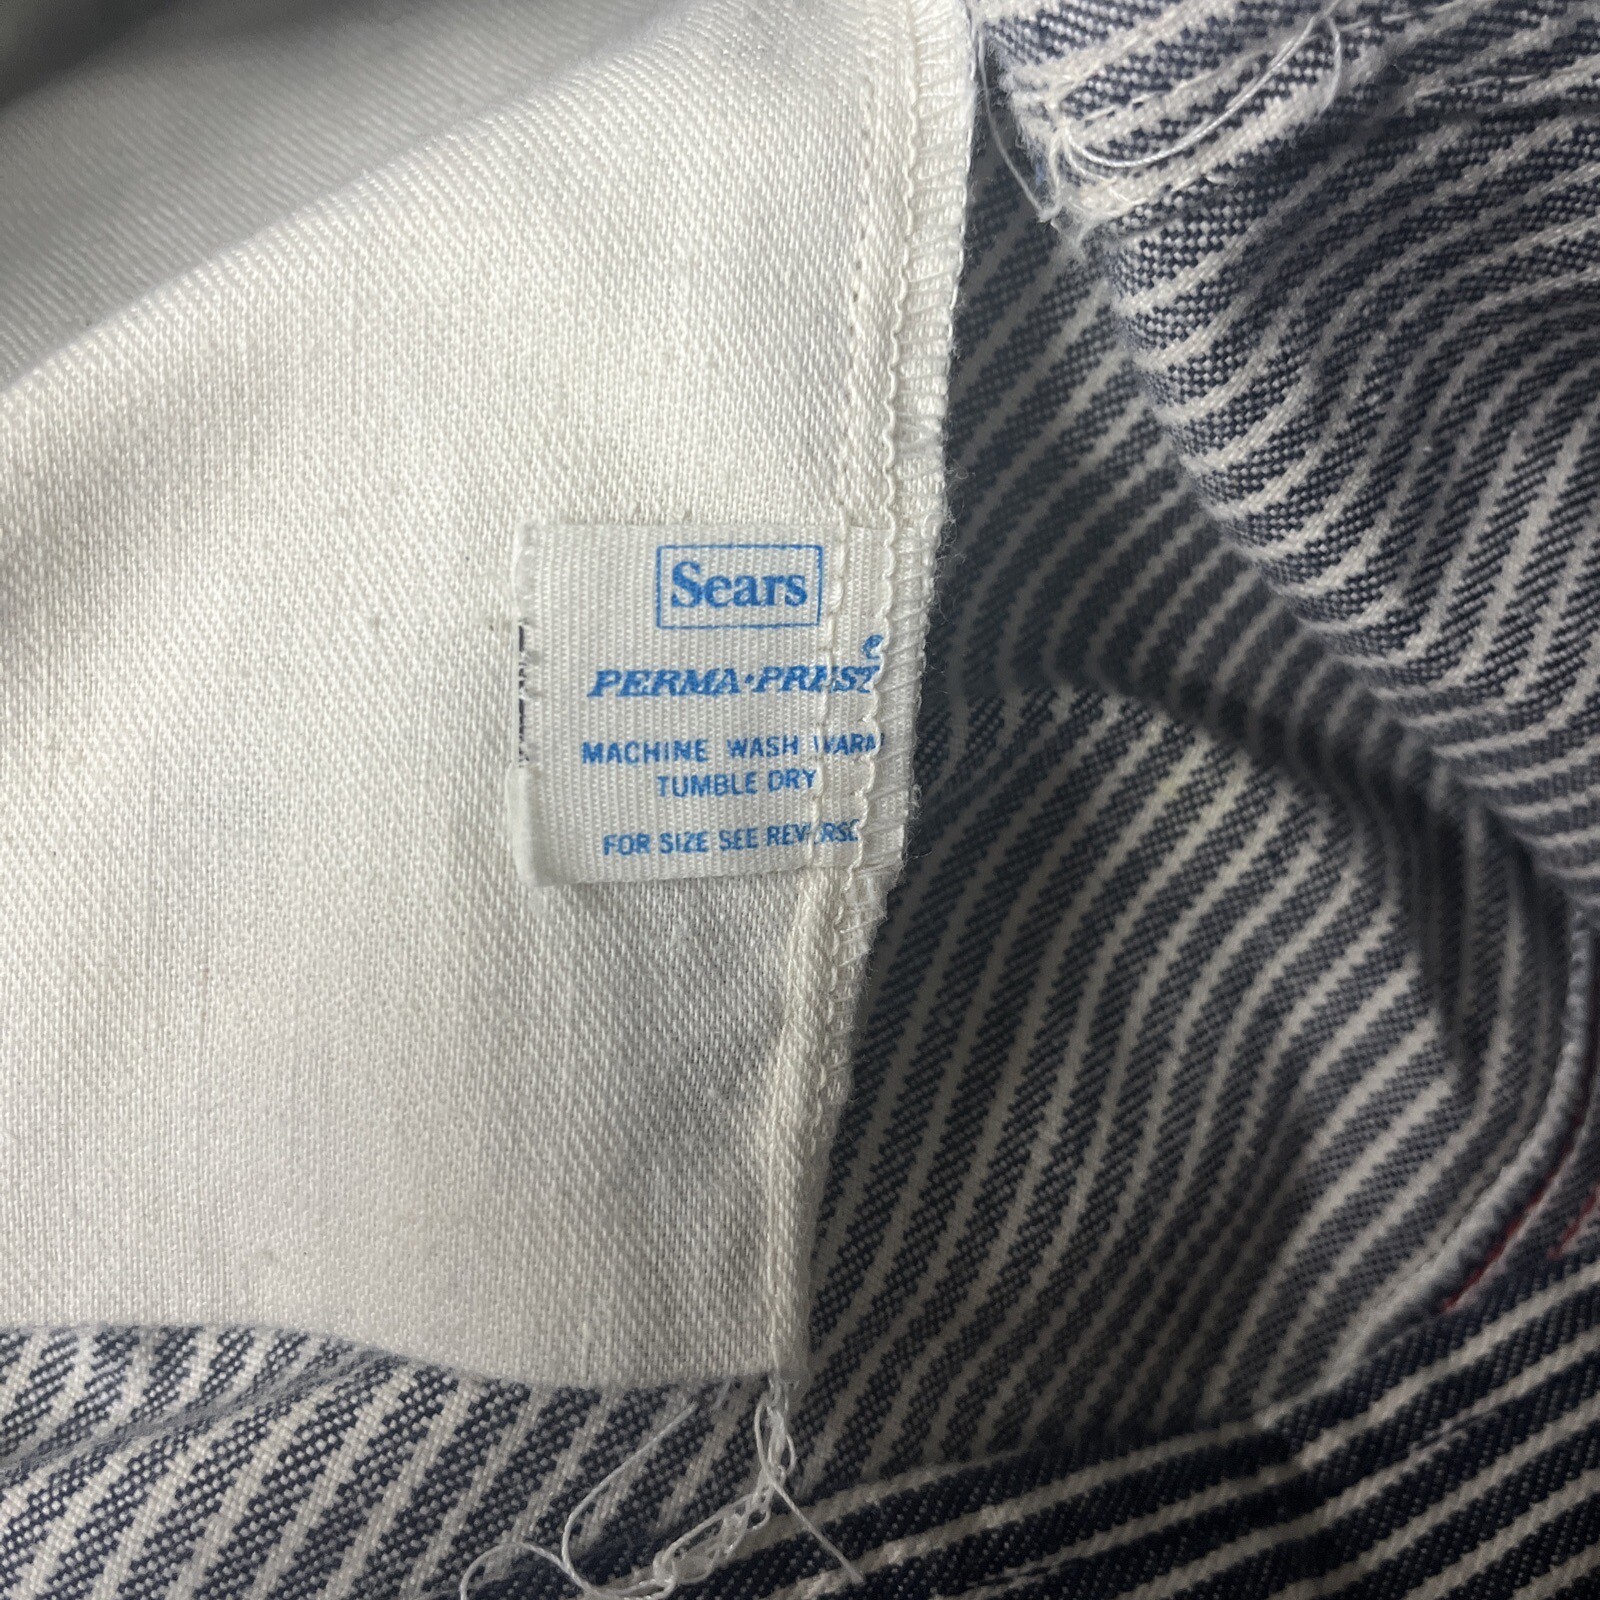 Sears
PERMA·PREST
MACHINE WASH WARM
TUMBLE DRY
FOR SIZE SEE REVERSE